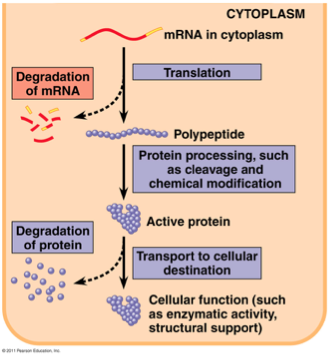 CYTOPLASM
mRNA in cytoplasm
Degradation
of mRNA
Translation
Polypeptide
Protein processing, such
as cleavage and
chemical modification
Active protein
Degradation
of protein
Transport to cellular
destination
Cellular function (such
as enzymatic activity,
structural support)
© 2011 Pearson Education, Inc.